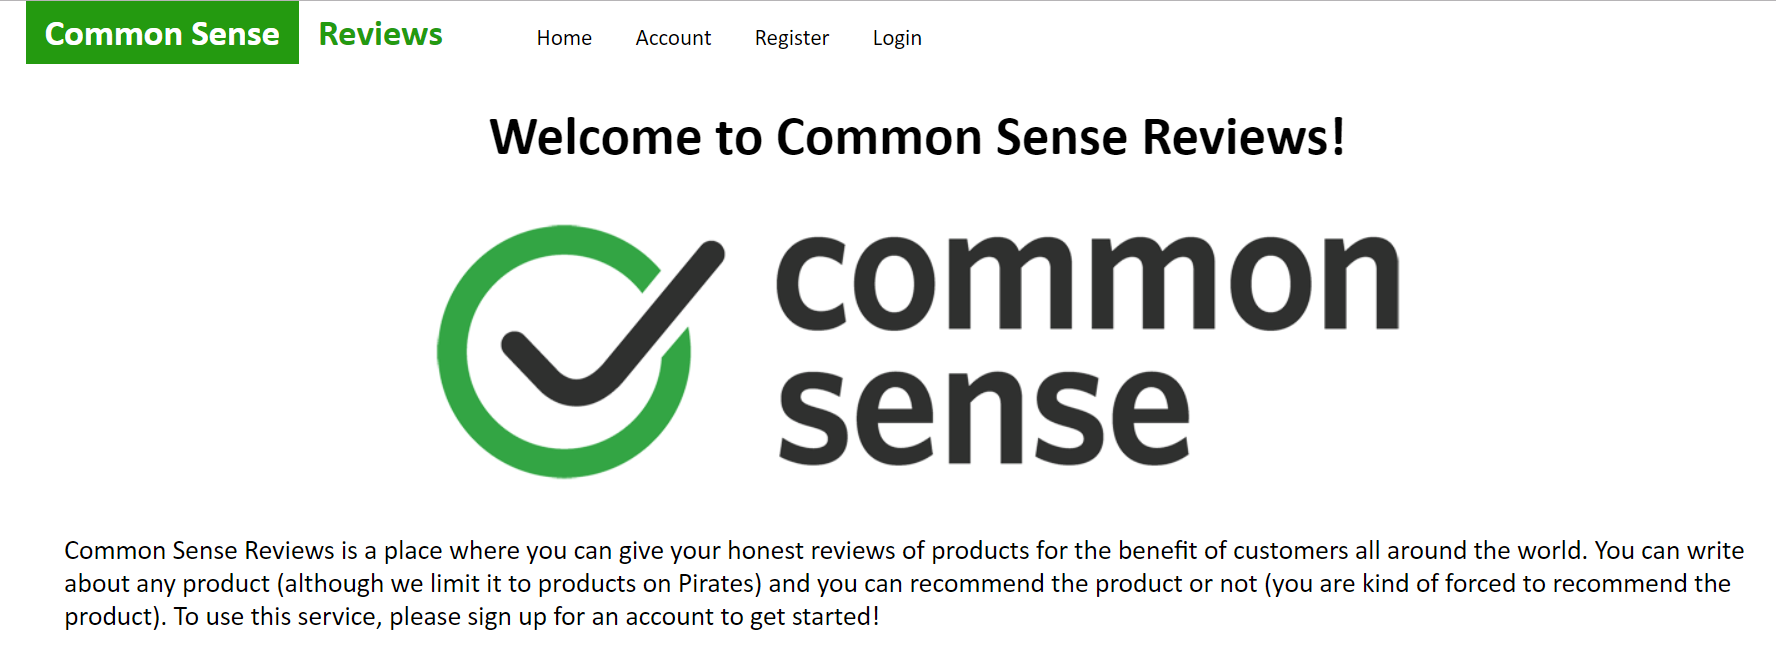 Common Sense Reviews Home Account Register Login
Welcome to Common Sense Reviews!
common
sense
Common Sense Reviews is a place where you can give your honest reviews of products for the benefit of customers all around the world. You can write
about any product (although we limit it to products on Pirates) and you can recommend the product or not (you are kind of forced to recommend the
product). To use this service, please sign up for an account to get started!